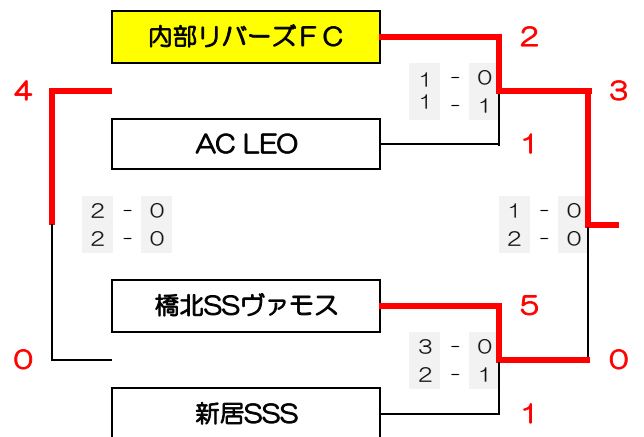 内部リバーズFC 2
1 - 0
4 3
1 - 1
AC LEO 1
2 - 0 1 - 0
2 - 0 2 - 0
橋北SSヴァモス 5
3 - 0
0 0
2 - 1
新居SSS 1